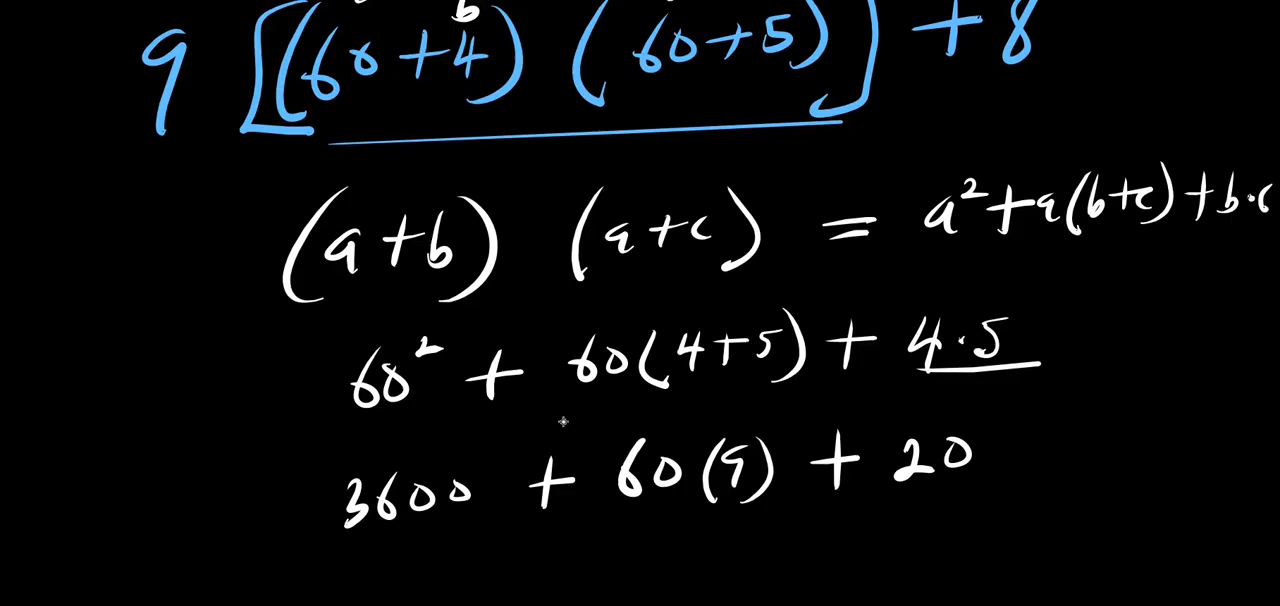 b
9 [(60+4) (60+5)] +8
(a+b) (a+c) = a²+a(b+c)+b·c
60² + 60(4+5) + 4·5
3600 + 60(9) + 20